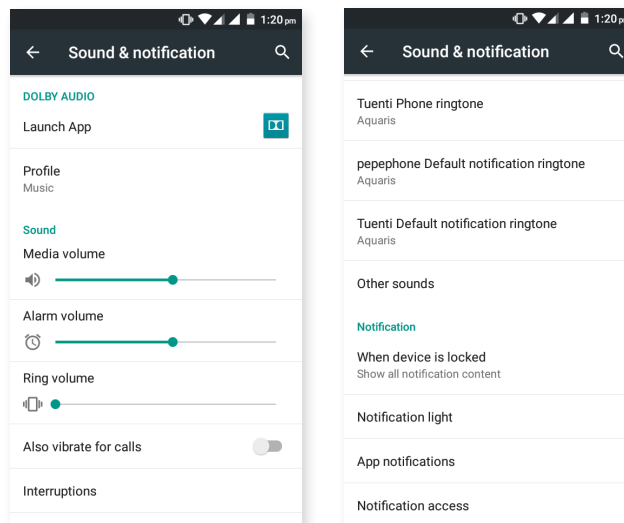 1:20 pm
Sound & notification
DOLBY AUDIO
Launch App
Profile
Music
Sound
Media volume
Alarm volume
Ring volume
Also vibrate for calls
Interruptions
1:20 p
Sound & notification
Tuenti Phone ringtone
Aquaris
pepephone Default notification ringtone
Aquaris
Tuenti Default notification ringtone
Aquaris
Other sounds
Notification
When device is locked
Show all notification content
Notification light
App notifications
Notification access